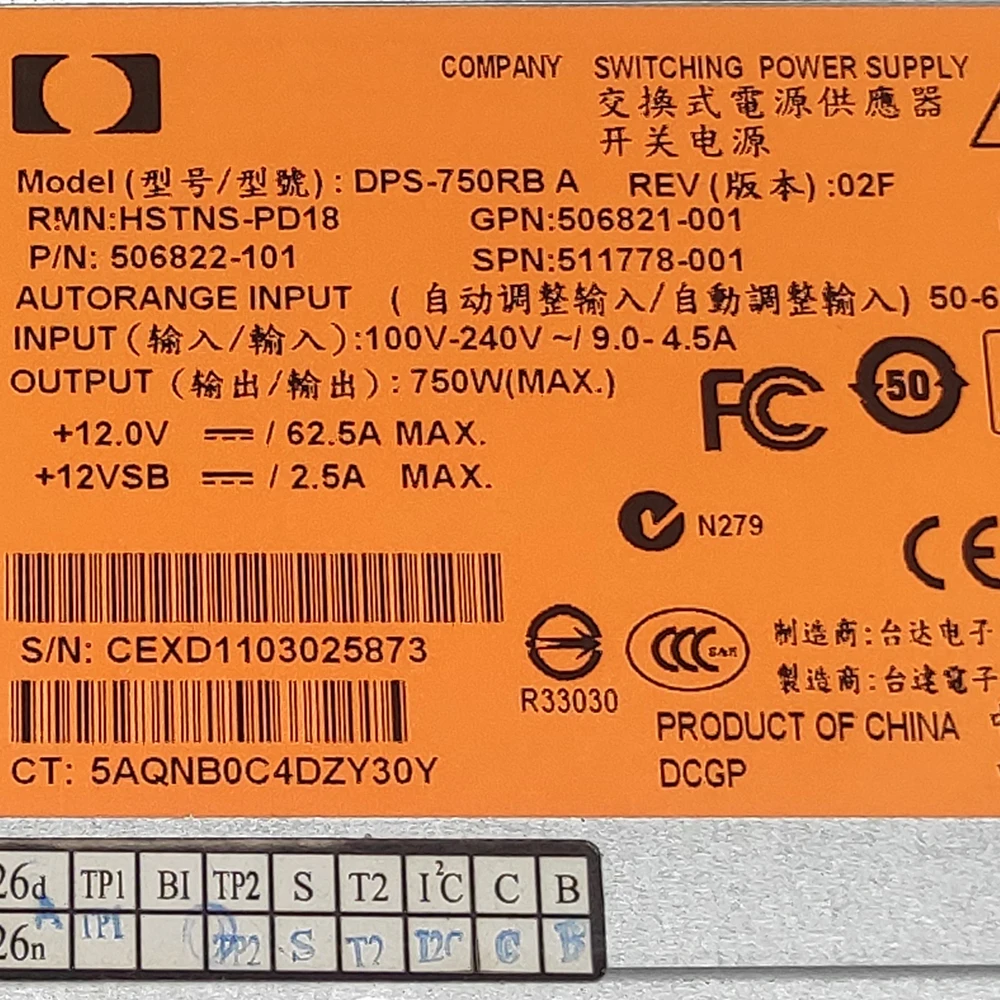 COMPANY SWITCHING POWER SUPPLY
交換式電源供應器
开关电源
Model (型号/型號) : DPS-750RB A REV (版本) :02F
RMN:HSTNS-PD18 GPN:506821-001
P/N: 506822-101 SPN:511778-001
AUTORANGE INPUT ( 自动调整输入/自動調整輸入) 50-6
INPUT (输入/輸入) :100V-240V ~/ 9.0- 4.5A
OUTPUT (输出/輸出) : 750W(MAX.)
+12.0V ⎓ / 62.5A MAX.
+12VSB ⎓ / 2.5A MAX.
FC
50
N279
CE
S/N: CEXD1103025873
R33030
CCC S&E
制造商:台达电子
製造商:台達電子
PRODUCT OF CHINA
DCGP
CT: 5AQNB0C4DZY30Y
26d TP1 BI TP2 S T2 I²C C B
26n TP1 TP2 S T2 I2C C B